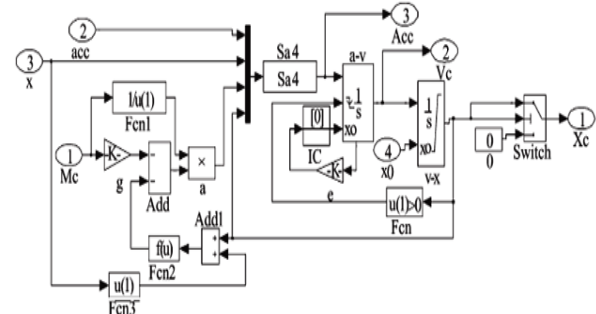 2
acc
3
x
1/u(1)
Fcn1
1
Mc
-K-
g
Add
×
a
Add1
f(u)
Fcn2
u(1)
Fcn3
Sa4
Sa4
3
Acc
a-v
1
s
xo
[0]
IC
-K-
e
2
Vc
1
s
xo
v-x
4
x0
u(1)>0
Fcn
0
0
Switch
1
Xc